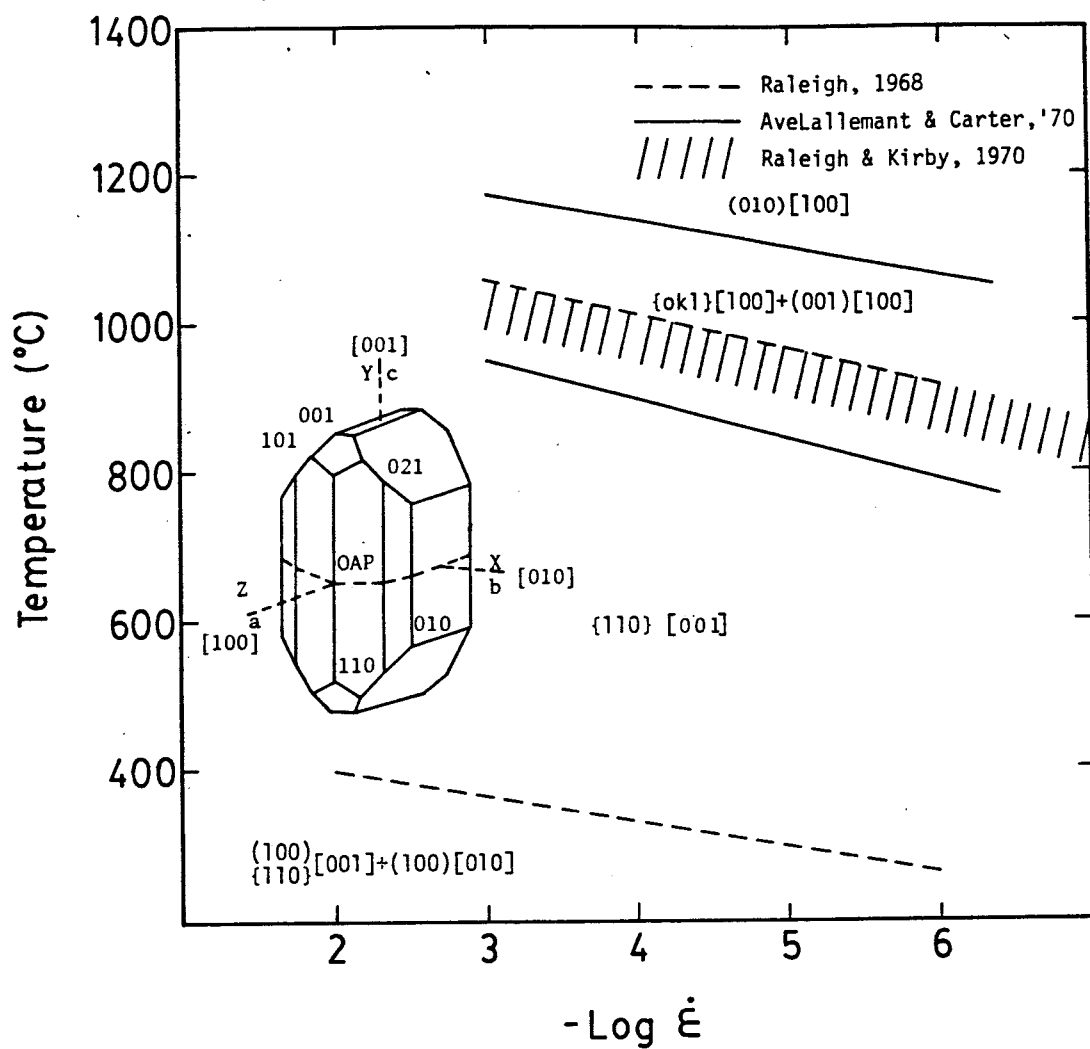 1400
1200
1000
800
600
400
Temperature (°C)
2
3
4
5
6
-Log ε̇
Raleigh, 1968
AveLallemant & Carter,'70
Raleigh & Kirby, 1970
(010)[100]
{ok1}[100]+(001)[100]
{110} [001]
(100)
{110}[001]+(100)[010]
[001]
Y c
001
101
021
OAP
Z
a
[100]
X
b [010]
010
110